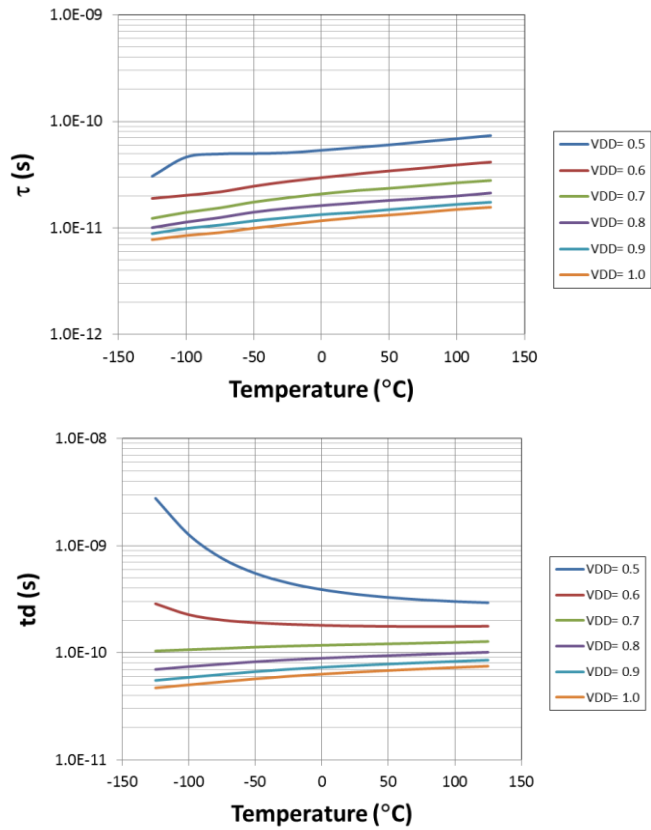 1.0E-09
1.0E-10
1.0E-11
1.0E-12
τ (s)
-150 -100 -50 0 50 100 150
Temperature (°C)
VDD= 0.5
VDD= 0.6
VDD= 0.7
VDD= 0.8
VDD= 0.9
VDD= 1.0
1.0E-08
1.0E-09
1.0E-10
1.0E-11
td (s)
-150 -100 -50 0 50 100 150
Temperature (°C)
VDD= 0.5
VDD= 0.6
VDD= 0.7
VDD= 0.8
VDD= 0.9
VDD= 1.0